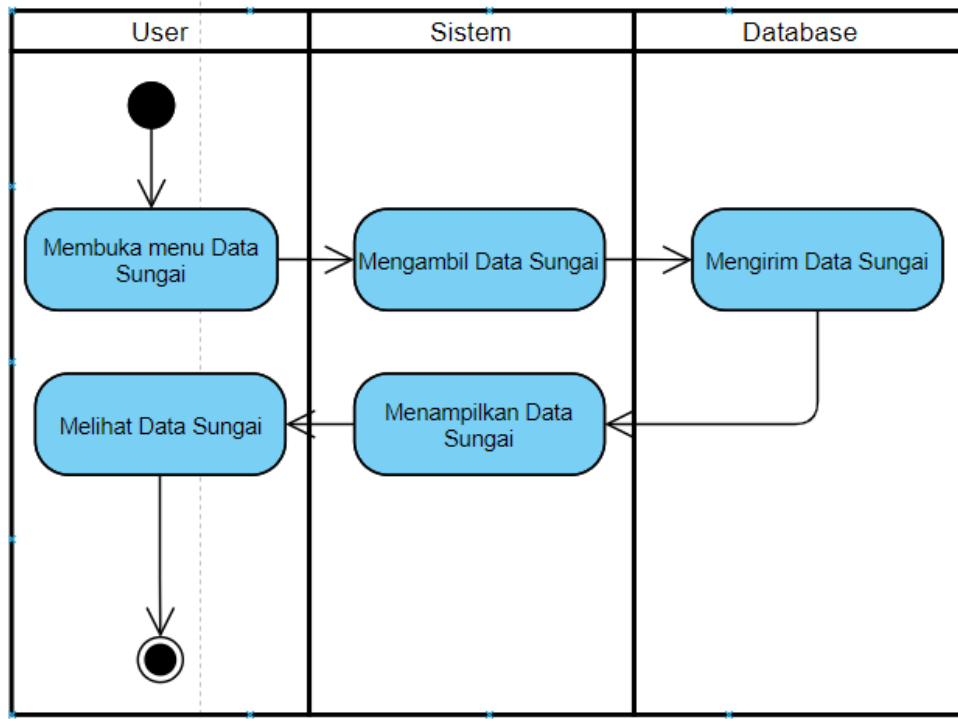 User
Sistem
Database
Membuka menu Data
Sungai
Mengambil Data Sungai
Mengirim Data Sungai
Melihat Data Sungai
Menampilkan Data
Sungai